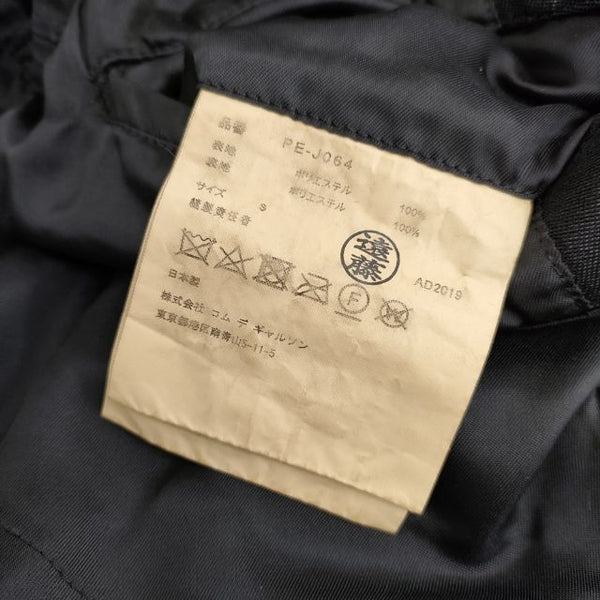 品番 PE-J064
表地 ポリエステル 100%
裏地 ポリエステル 100%
サイズ S
縫製責任者 遠藤
F
AD2019
日本製
株式会社 コム デ ギャルソン
東京都港区南青山5-11-5